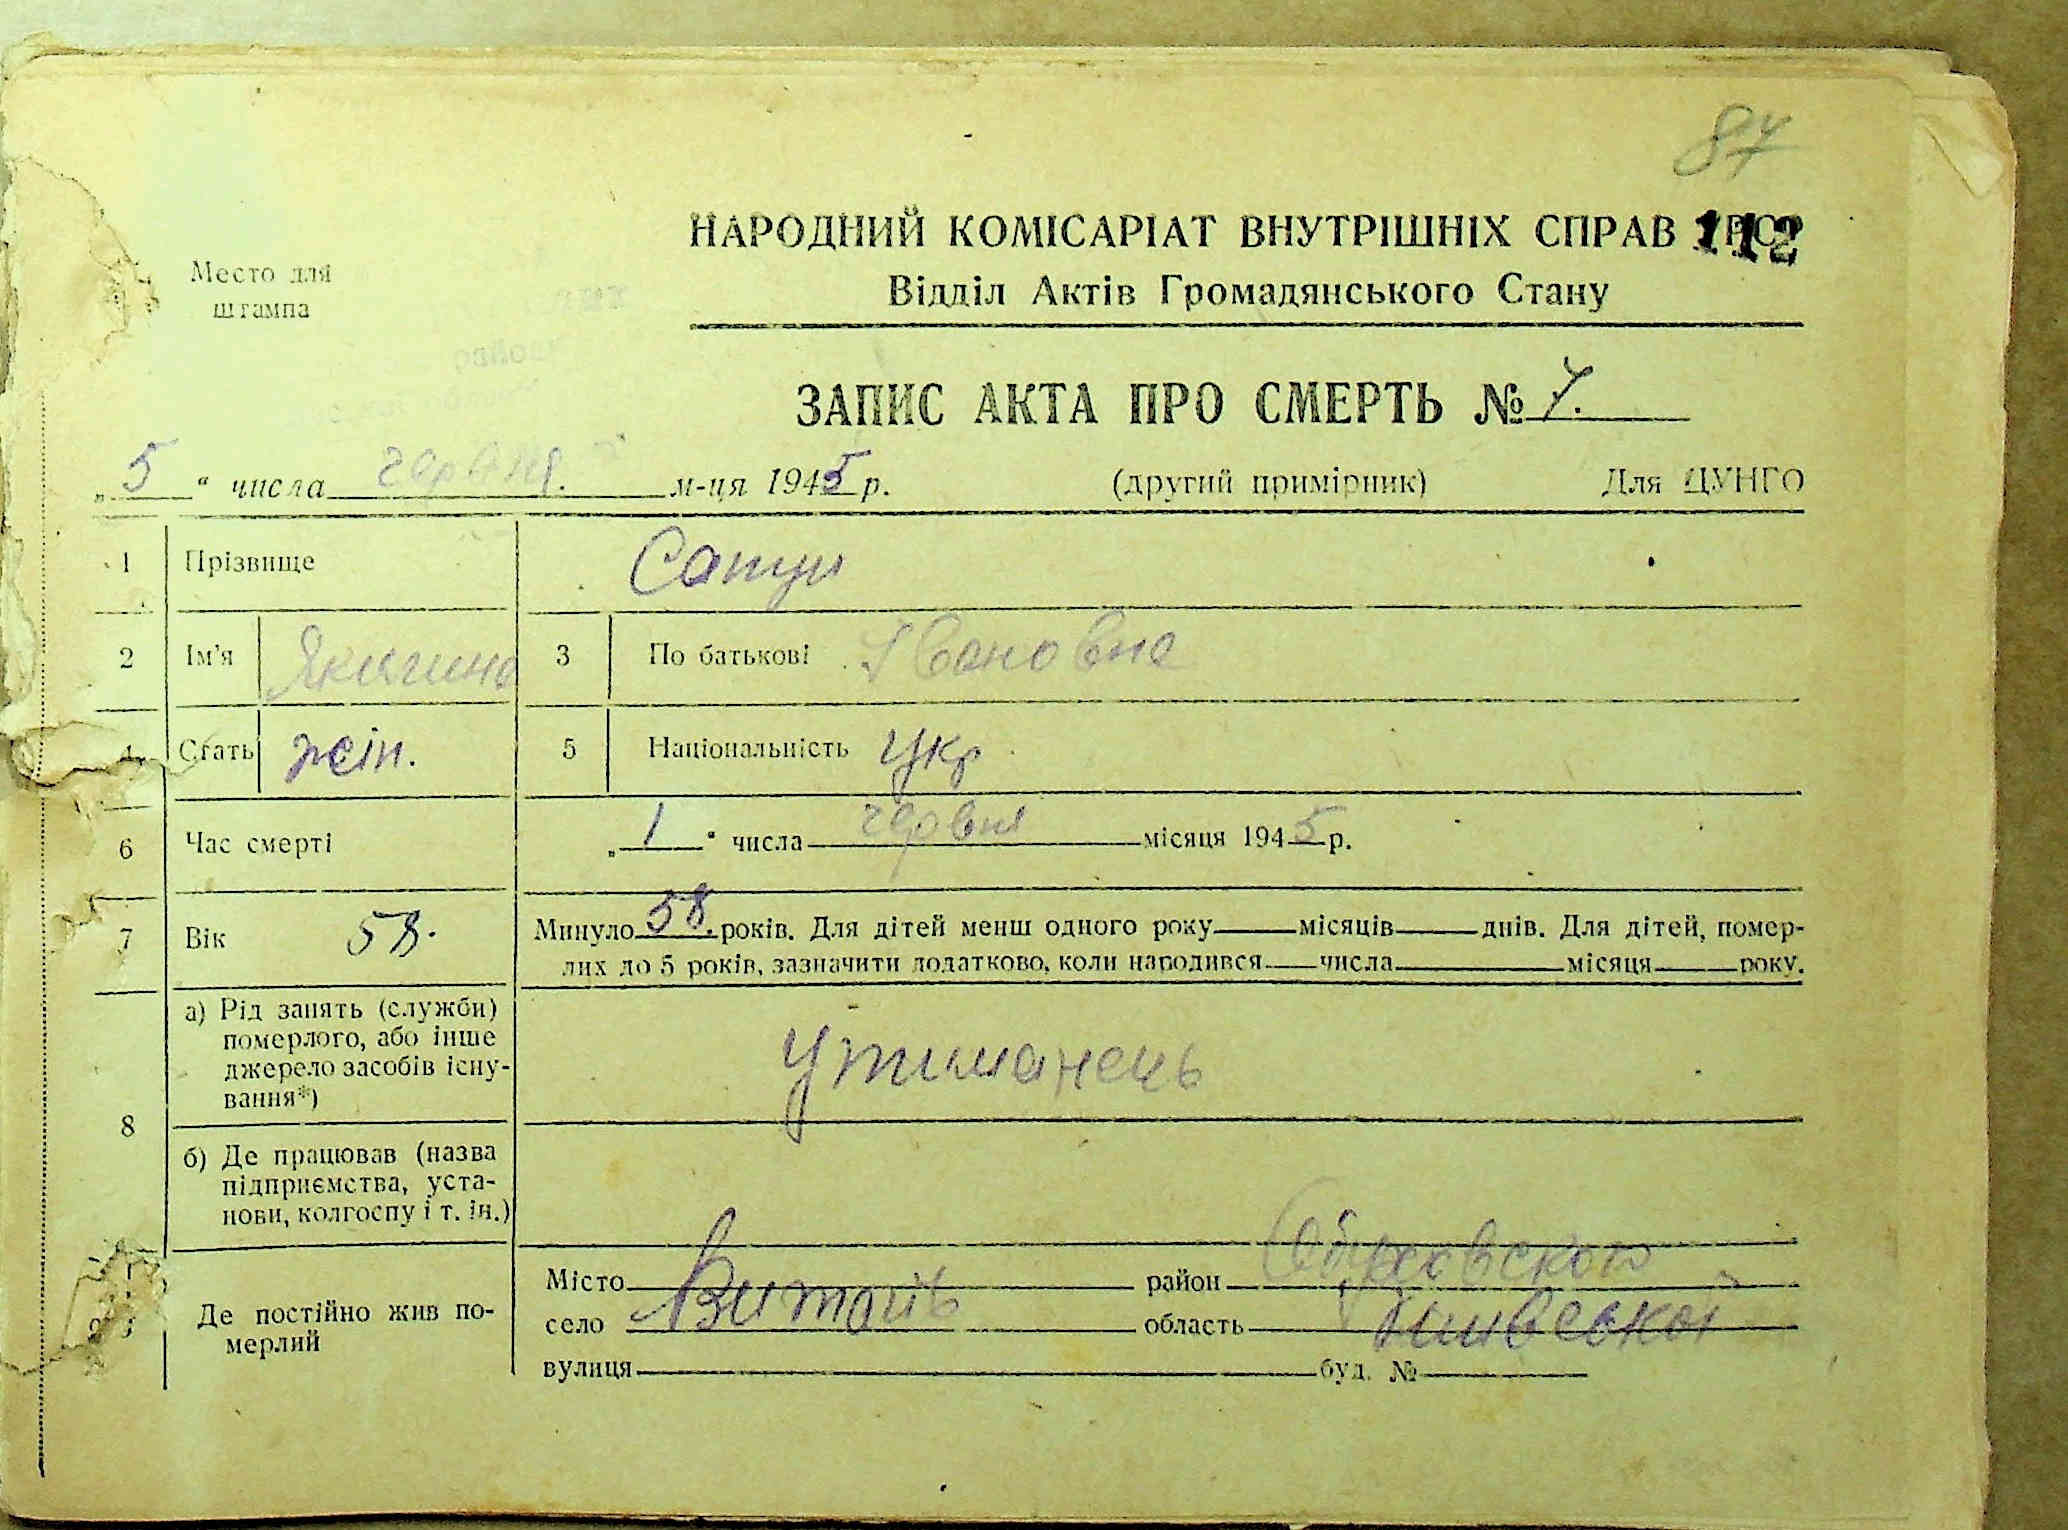 87
НАРОДНИЙ КОМІСАРІАТ ВНУТРІШНІХ СПРАВ УРСР
112
Место для
штампа
Відділ Актів Громадянського Стану
ЗАПИС АКТА ПРО СМЕРТЬ № 7.
„ 5 “ числа червня. м-ця 1945 р. (другий примірник) Для ЦУНГО
1 Прізвище
2 Ім'я 3 По батькові Івановна
4 Стать жін. 5 Національність укр
6 Час смерті „ 1 “ числа червня місяця 1945 р.
7 Вік 58. Минуло 58. років. Для дітей менш одного року місяців днів. Для дітей, помер-
лих до 5 років, зазначити додатково, коли народився числа місяця року.
8 а) Рід занять (служби)
померлого, або інше
джерело засобів існу-
вання*)
Утиманець
б) Де працював (назва
підприємства, уста-
нови, колгоспу і т. ін.)
Де постійно жив по-
мерлий
Місто район Обуховского
село область
вулиця буд. №